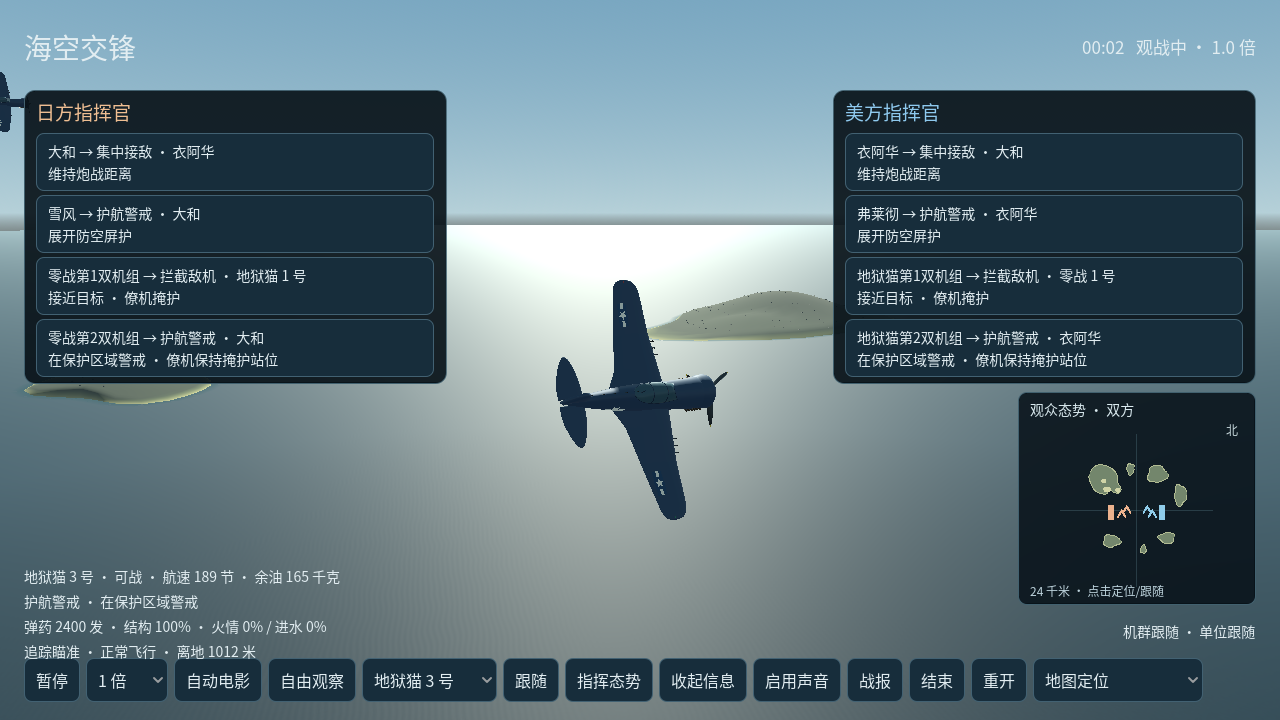 海空交锋
00:02 观战中 · 1.0 倍
日方指挥官
大和 → 集中接敌 · 衣阿华
维持炮战距离
雪风 → 护航警戒 · 大和
展开防空屏护
零战第1双机组 → 拦截敌机 · 地狱猫 1 号
接近目标 · 僚机掩护
零战第2双机组 → 护航警戒 · 大和
在保护区域警戒 · 僚机保持掩护站位
美方指挥官
衣阿华 → 集中接敌 · 大和
维持炮战距离
弗莱彻 → 护航警戒 · 衣阿华
展开防空屏护
地狱猫第1双机组 → 拦截敌机 · 零战 1 号
接近目标 · 僚机掩护
地狱猫第2双机组 → 护航警戒 · 衣阿华
在保护区域警戒 · 僚机保持掩护站位
观众态势 · 双方
北
24 千米 · 点击定位/跟随
机群跟随 · 单位跟随
地狱猫 3 号 · 可战 · 航速 189 节 · 余油 165 千克
护航警戒 · 在保护区域警戒
弹药 2400 发 · 结构 100% · 火情 0% / 进水 0%
追踪瞄准 · 正常飞行 · 离地 1012 米
暂停 1 倍 自动电影 自由观察 地狱猫 3 号 跟随 指挥态势 收起信息 启用声音 战报 结束 重开 地图定位